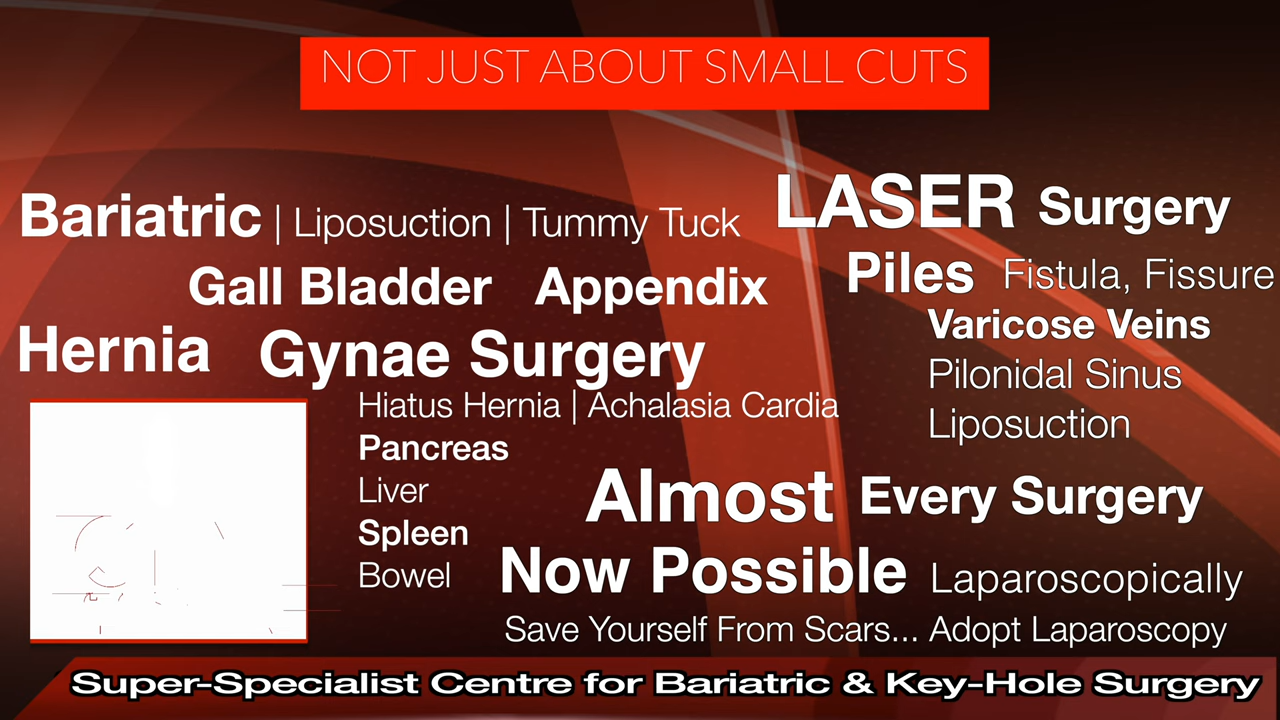 NOT JUST ABOUT SMALL CUTS
Bariatric | Liposuction | Tummy Tuck
Gall Bladder Appendix
Hernia Gynae Surgery
Hiatus Hernia | Achalasia Cardia
Pancreas
Liver
Spleen
Bowel
LASER Surgery
Piles Fistula, Fissure
Varicose Veins
Pilonidal Sinus
Liposuction
Almost Every Surgery
Now Possible Laparoscopically
Save Yourself From Scars... Adopt Laparoscopy
Super-Specialist Centre for Bariatric & Key-Hole Surgery